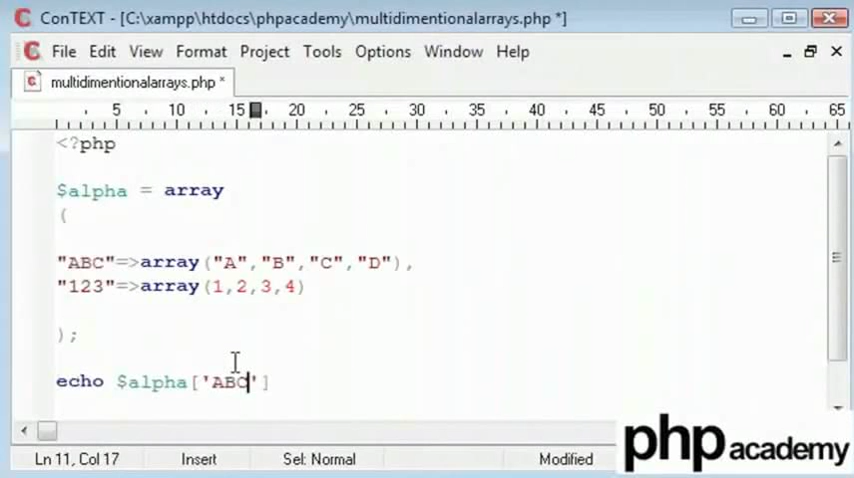 ConTEXT - [C:\xampp\htdocs\phpacademy\multidimentionalarrays.php *]
File Edit View Format Project Tools Options Window Help
multidimentionalarrays.php *
5 10 15 20 25 30 35 40 45 50 55 60 65
<?php
$alpha = array
(
"ABC"=>array("A","B","C","D"),
"123"=>array(1,2,3,4)
);
echo $alpha['ABC']
Ln 11, Col 17 Insert Sel: Normal Modified
php academy